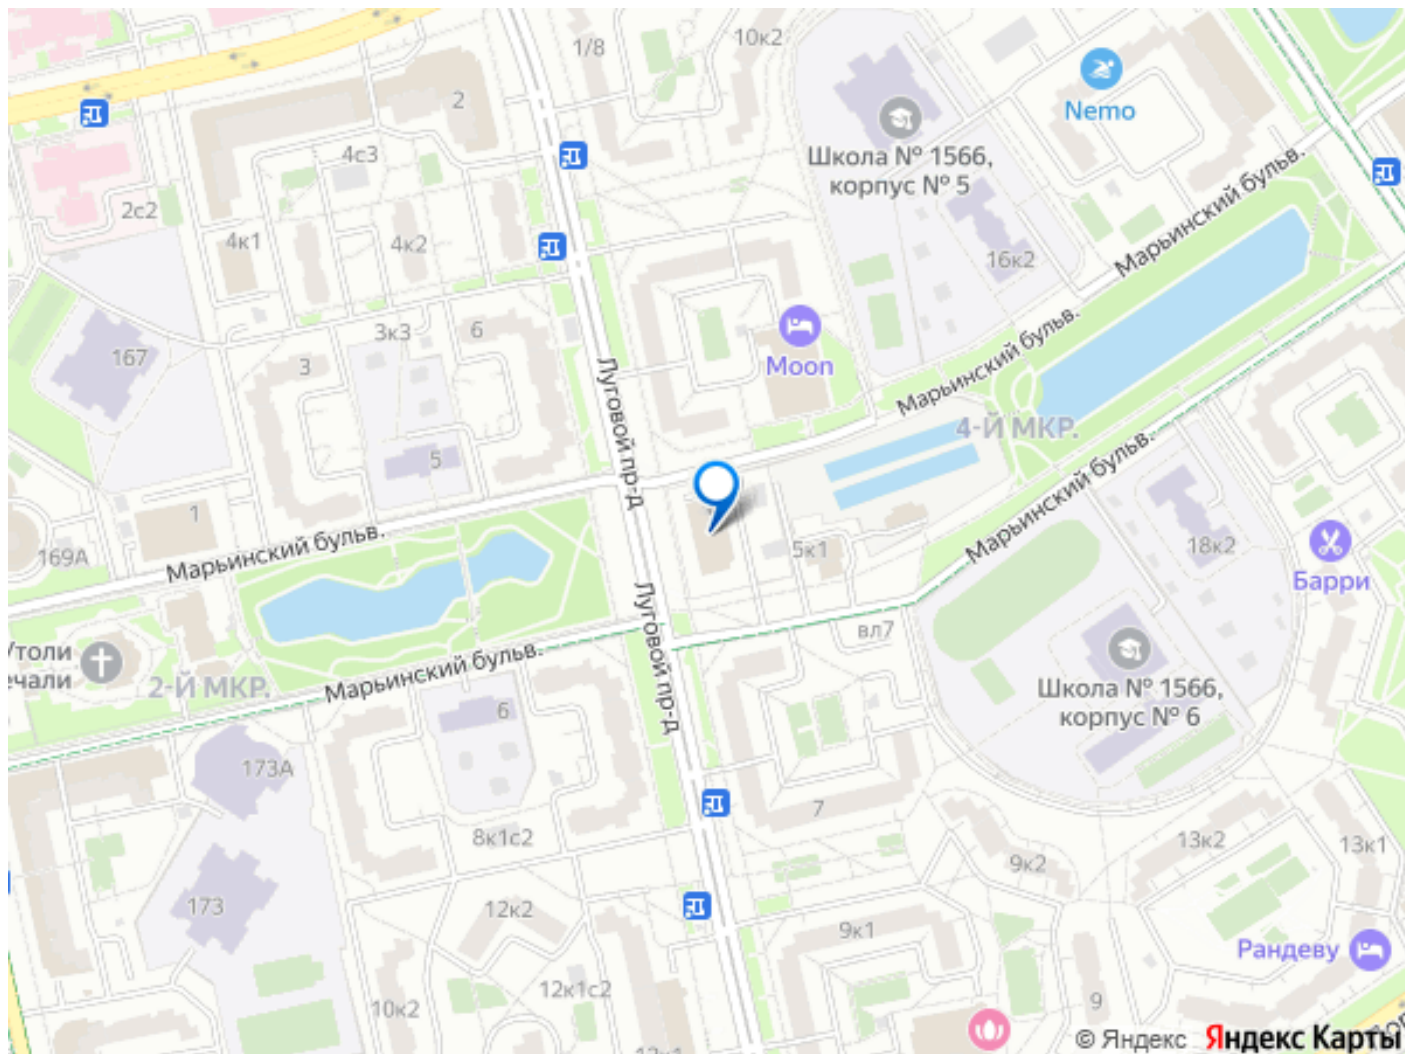 1/8
10к2
2
Nemo
4с3
Школа № 1566,
корпус № 5
2с2
4к1
4к2
16к2
Марьинский бульв.
3к3
6
167
3
Moon
Марьинский бульв.
Луговой пр-д
4-Й МКР.
5
Марьинский бульв.
1
169А
Марьинский бульв.
5к1
18к2
Барри
Луговой пр-д
вл7
Утоли
ечали
2-Й МКР.
Марьинский бульв.
Школа № 1566,
корпус № 6
6
173А
7
8к1с2
9к2
13к2
13к1
173
12к2
9к1
Рандеву
12к1с2
10к2
9
12к1
© Яндекс Яндекс Карты